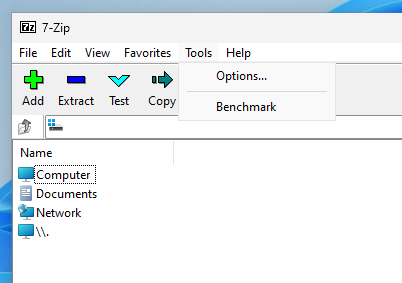 7z 7-Zip
File Edit View Favorites Tools Help
Add Extract Test Copy
Options...
Benchmark
Name
Computer
Documents
Network
\\.